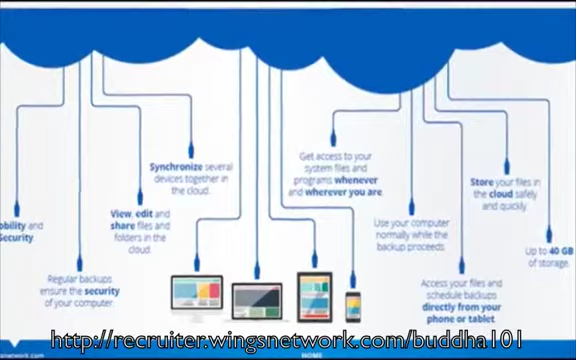 obility and
Security.
Regular backups
ensure the security
of your computer.
View, edit and
share files and
folders in the
cloud.
Synchronize several
devices together in
the cloud.
Get access to your
system files and
programs whenever
and wherever you are.
Use your computer
normally while the
backup proceeds.
Access your files and
schedule backups
directly from your
phone or tablet.
Store your files in
the cloud safely
and quickly.
Up to 40 GB
of storage.
snetwork.com
HOME
http://recruiter.wingsnetwork.com/buddha101